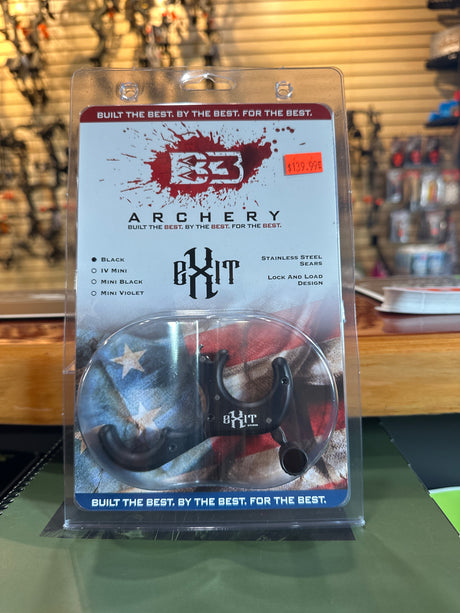 BUILT THE BEST. BY THE BEST. FOR THE BEST.
B3
$139.99
ARCHERY
BUILT THE BEST. BY THE BEST. FOR THE BEST.
BLACK
IV MINI
MINI BLACK
MINI VIOLET
EXIT
STAINLESS STEEL
SEARS
LOCK AND LOAD
DESIGN
EXIT
BUILT THE BEST. BY THE BEST. FOR THE BEST.